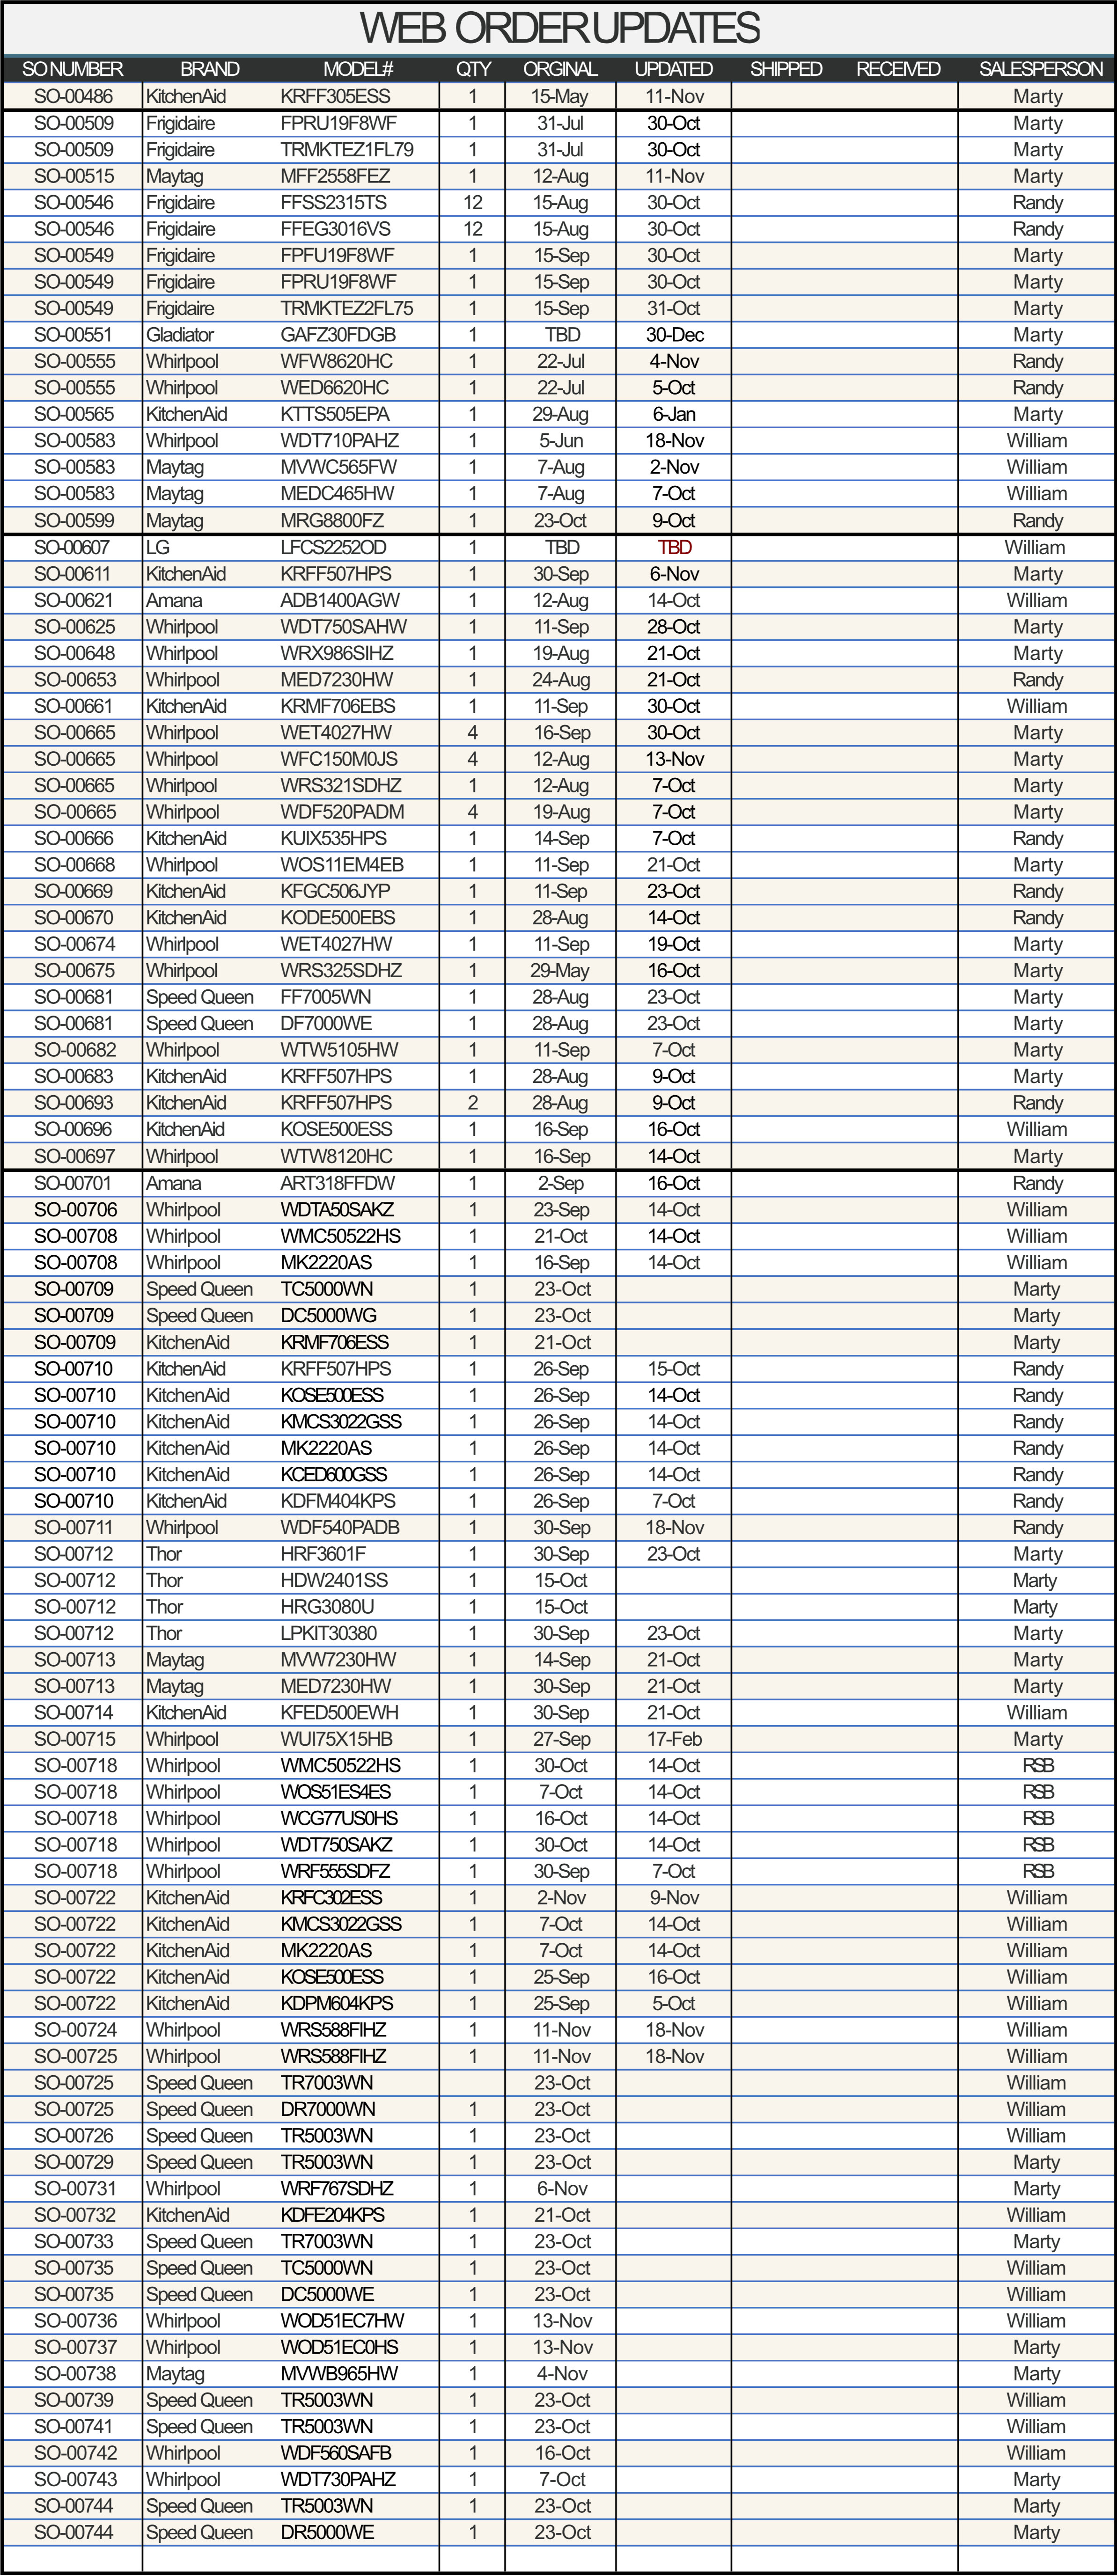 WEB ORDER UPDATES
SO NUMBER BRAND MODEL# QTY ORGINAL UPDATED SHIPPED RECEIVED SALESPERSON
SO-00486 KitchenAid KRFF305ESS 1 15-May 11-Nov Marty
SO-00509 Frigidaire FPRU19F8WF 1 31-Jul 30-Oct Marty
SO-00509 Frigidaire TRMKTEZ1FL79 1 31-Jul 30-Oct Marty
SO-00515 Maytag MFF2558FEZ 1 12-Aug 11-Nov Marty
SO-00546 Frigidaire FFSS2315TS 12 15-Aug 30-Oct Randy
SO-00546 Frigidaire FFEG3016VS 12 15-Aug 30-Oct Randy
SO-00549 Frigidaire FPFU19F8WF 1 15-Sep 30-Oct Marty
SO-00549 Frigidaire FPRU19F8WF 1 15-Sep 30-Oct Marty
SO-00549 Frigidaire TRMKTEZ2FL75 1 15-Sep 31-Oct Marty
SO-00551 Gladiator GAFZ30FDGB 1 TBD 30-Dec Marty
SO-00555 Whirlpool WFW8620HC 1 22-Jul 4-Nov Randy
SO-00555 Whirlpool WED6620HC 1 22-Jul 5-Oct Randy
SO-00565 KitchenAid KTTS505EPA 1 29-Aug 6-Jan Marty
SO-00583 Whirlpool WDT710PAHZ 1 5-Jun 18-Nov William
SO-00583 Maytag MVWC565FW 1 7-Aug 2-Nov William
SO-00583 Maytag MEDC465HW 1 7-Aug 7-Oct William
SO-00599 Maytag MRG8800FZ 1 23-Oct 9-Oct Randy
SO-00607 LG LFCS2252OD 1 TBD TBD William
SO-00611 KitchenAid KRFF507HPS 1 30-Sep 6-Nov Marty
SO-00621 Amana ADB1400AGW 1 12-Aug 14-Oct William
SO-00625 Whirlpool WDT750SAHW 1 11-Sep 28-Oct Marty
SO-00648 Whirlpool WRX986SIHZ 1 19-Aug 21-Oct Marty
SO-00653 Whirlpool MED7230HW 1 24-Aug 21-Oct Randy
SO-00661 KitchenAid KRMF706EBS 1 11-Sep 30-Oct William
SO-00665 Whirlpool WET4027HW 4 16-Sep 30-Oct Marty
SO-00665 Whirlpool WFC150M0JS 4 12-Aug 13-Nov Marty
SO-00665 Whirlpool WRS321SDHZ 1 12-Aug 7-Oct Marty
SO-00665 Whirlpool WDF520PADM 4 19-Aug 7-Oct Marty
SO-00666 KitchenAid KUIX535HPS 1 14-Sep 7-Oct Randy
SO-00668 Whirlpool WOS11EM4EB 1 11-Sep 21-Oct Marty
SO-00669 KitchenAid KFGC506JYP 1 11-Sep 23-Oct Randy
SO-00670 KitchenAid KODE500EBS 1 28-Aug 14-Oct Randy
SO-00674 Whirlpool WET4027HW 1 11-Sep 19-Oct Marty
SO-00675 Whirlpool WRS325SDHZ 1 29-May 16-Oct Marty
SO-00681 Speed Queen FF7005WN 1 28-Aug 23-Oct Marty
SO-00681 Speed Queen DF7000WE 1 28-Aug 23-Oct Marty
SO-00682 Whirlpool WTW5105HW 1 11-Sep 7-Oct Marty
SO-00683 KitchenAid KRFF507HPS 1 28-Aug 9-Oct Marty
SO-00693 KitchenAid KRFF507HPS 2 28-Aug 9-Oct Randy
SO-00696 KitchenAid KOSE500ESS 1 16-Sep 16-Oct William
SO-00697 Whirlpool WTW8120HC 1 16-Sep 14-Oct Marty
SO-00701 Amana ART318FFDW 1 2-Sep 16-Oct Randy
SO-00706 Whirlpool WDTA50SAKZ 1 23-Sep 14-Oct William
SO-00708 Whirlpool WMC50522HS 1 21-Oct 14-Oct William
SO-00708 Whirlpool MK2220AS 1 16-Sep 14-Oct William
SO-00709 Speed Queen TC5000WN 1 23-Oct Marty
SO-00709 Speed Queen DC5000WG 1 23-Oct Marty
SO-00709 KitchenAid KRMF706ESS 1 21-Oct Marty
SO-00710 KitchenAid KRFF507HPS 1 26-Sep 15-Oct Randy
SO-00710 KitchenAid KOSE500ESS 1 26-Sep 14-Oct Randy
SO-00710 KitchenAid KMCS3022GSS 1 26-Sep 14-Oct Randy
SO-00710 KitchenAid MK2220AS 1 26-Sep 14-Oct Randy
SO-00710 KitchenAid KCED600GSS 1 26-Sep 14-Oct Randy
SO-00710 KitchenAid KDFM404KPS 1 26-Sep 7-Oct Randy
SO-00711 Whirlpool WDF540PADB 1 30-Sep 18-Nov Randy
SO-00712 Thor HRF3601F 1 30-Sep 23-Oct Marty
SO-00712 Thor HDW2401SS 1 15-Oct Marty
SO-00712 Thor HRG3080U 1 15-Oct Marty
SO-00712 Thor LPKIT30380 1 30-Sep 23-Oct Marty
SO-00713 Maytag MVW7230HW 1 14-Sep 21-Oct Marty
SO-00713 Maytag MED7230HW 1 30-Sep 21-Oct Marty
SO-00714 KitchenAid KFED500EWH 1 30-Sep 21-Oct William
SO-00715 Whirlpool WUI75X15HB 1 27-Sep 17-Feb Marty
SO-00718 Whirlpool WMC50522HS 1 30-Oct 14-Oct RSB
SO-00718 Whirlpool WOS51ES4ES 1 7-Oct 14-Oct RSB
SO-00718 Whirlpool WCG77US0HS 1 16-Oct 14-Oct RSB
SO-00718 Whirlpool WDT750SAKZ 1 30-Oct 14-Oct RSB
SO-00718 Whirlpool WRF555SDFZ 1 30-Sep 7-Oct RSB
SO-00722 KitchenAid KRFC302ESS 1 2-Nov 9-Nov William
SO-00722 KitchenAid KMCS3022GSS 1 7-Oct 14-Oct William
SO-00722 KitchenAid MK2220AS 1 7-Oct 14-Oct William
SO-00722 KitchenAid KOSE500ESS 1 25-Sep 16-Oct William
SO-00722 KitchenAid KDPM604KPS 1 25-Sep 5-Oct William
SO-00724 Whirlpool WRS588FIHZ 1 11-Nov 18-Nov William
SO-00725 Whirlpool WRS588FIHZ 1 11-Nov 18-Nov William
SO-00725 Speed Queen TR7003WN 23-Oct William
SO-00725 Speed Queen DR7000WN 1 23-Oct William
SO-00726 Speed Queen TR5003WN 1 23-Oct William
SO-00729 Speed Queen TR5003WN 1 23-Oct Marty
SO-00731 Whirlpool WRF767SDHZ 1 6-Nov Marty
SO-00732 KitchenAid KDFE204KPS 1 21-Oct William
SO-00733 Speed Queen TR7003WN 1 23-Oct Marty
SO-00735 Speed Queen TC5000WN 1 23-Oct William
SO-00735 Speed Queen DC5000WE 1 23-Oct William
SO-00736 Whirlpool WOD51EC7HW 1 13-Nov William
SO-00737 Whirlpool WOD51EC0HS 1 13-Nov Marty
SO-00738 Maytag MVWB965HW 1 4-Nov Marty
SO-00739 Speed Queen TR5003WN 1 23-Oct William
SO-00741 Speed Queen TR5003WN 1 23-Oct William
SO-00742 Whirlpool WDF560SAFB 1 16-Oct William
SO-00743 Whirlpool WDT730PAHZ 1 7-Oct Marty
SO-00744 Speed Queen TR5003WN 1 23-Oct Marty
SO-00744 Speed Queen DR5000WE 1 23-Oct Marty